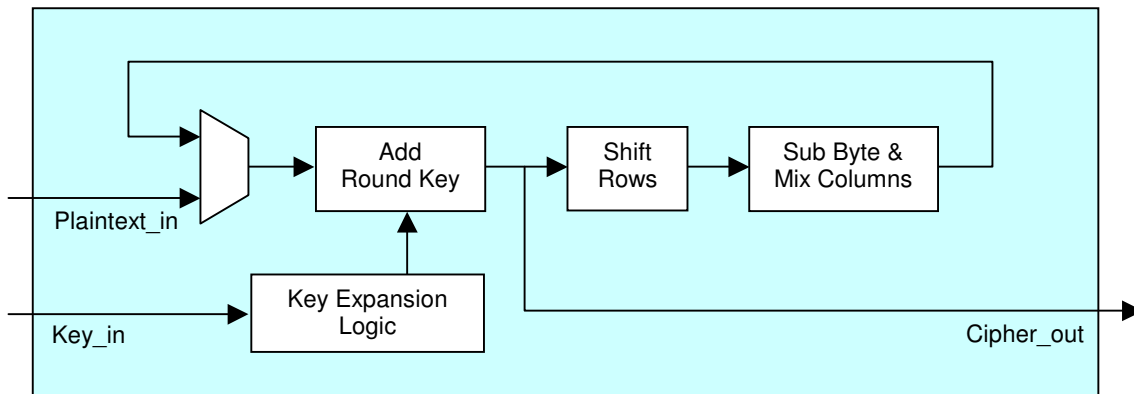 Add
Round Key
Shift
Rows
Sub Byte &
Mix Columns
Plaintext_in
Key Expansion
Logic
Key_in
Cipher_out